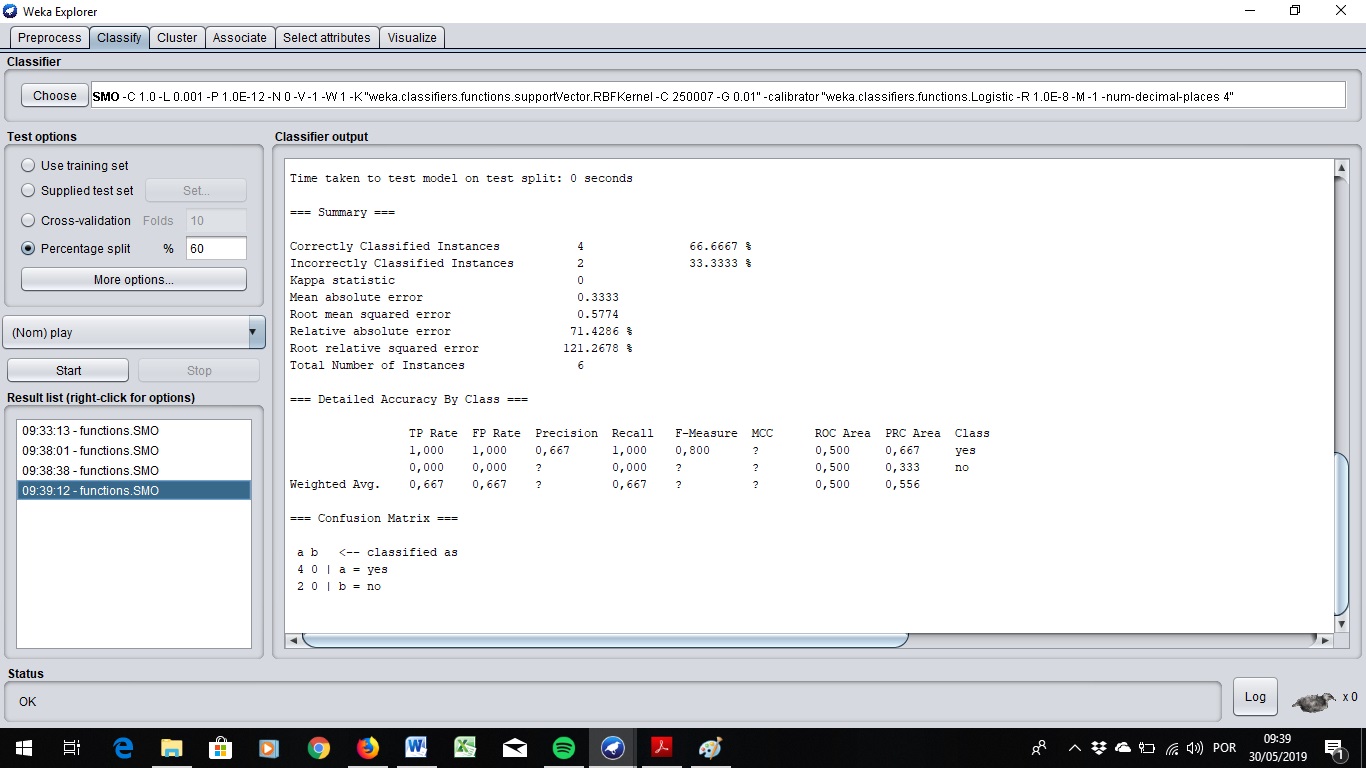 Weka Explorer
Preprocess Classify Cluster Associate Select attributes Visualize
Classifier
Choose SMO -C 1.0 -L 0.001 -P 1.0E-12 -N 0 -V -1 -W 1 -K "weka.classifiers.functions.supportVector.RBFKernel -C 250007 -G 0.01" -calibrator "weka.classifiers.functions.Logistic -R 1.0E-8 -M -1 -num-decimal-places 4"
Test options
Use training set
Supplied test set Set...
Cross-validation Folds 10
Percentage split % 60
More options...
(Nom) play
Start Stop
Result list (right-click for options)
09:33:13 - functions.SMO
09:38:01 - functions.SMO
09:38:38 - functions.SMO
09:39:12 - functions.SMO
Classifier output
Time taken to test model on test split: 0 seconds
=== Summary ===
Correctly Classified Instances 4 66.6667 %
Incorrectly Classified Instances 2 33.3333 %
Kappa statistic 0
Mean absolute error 0.3333
Root mean squared error 0.5774
Relative absolute error 71.4286 %
Root relative squared error 121.2678 %
Total Number of Instances 6
=== Detailed Accuracy By Class ===
TP Rate FP Rate Precision Recall F-Measure MCC ROC Area PRC Area Class
1,000 1,000 0,667 1,000 0,800 ? 0,500 0,667 yes
0,000 0,000 ? 0,000 ? ? 0,500 0,333 no
Weighted Avg. 0,667 0,667 ? 0,667 ? ? 0,500 0,556
=== Confusion Matrix ===
a b <-- classified as
4 0 | a = yes
2 0 | b = no
Status
OK
Log x 0
POR
09:39
30/05/2019
1